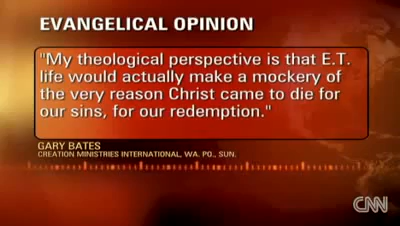 EVANGELICAL OPINION
"My theological perspective is that E.T.
life would actually make a mockery of
the very reason Christ came to die for
our sins, for our redemption."
GARY BATES
CREATION MINISTRIES INTERNATIONAL, WA. PO., SUN.
CNN